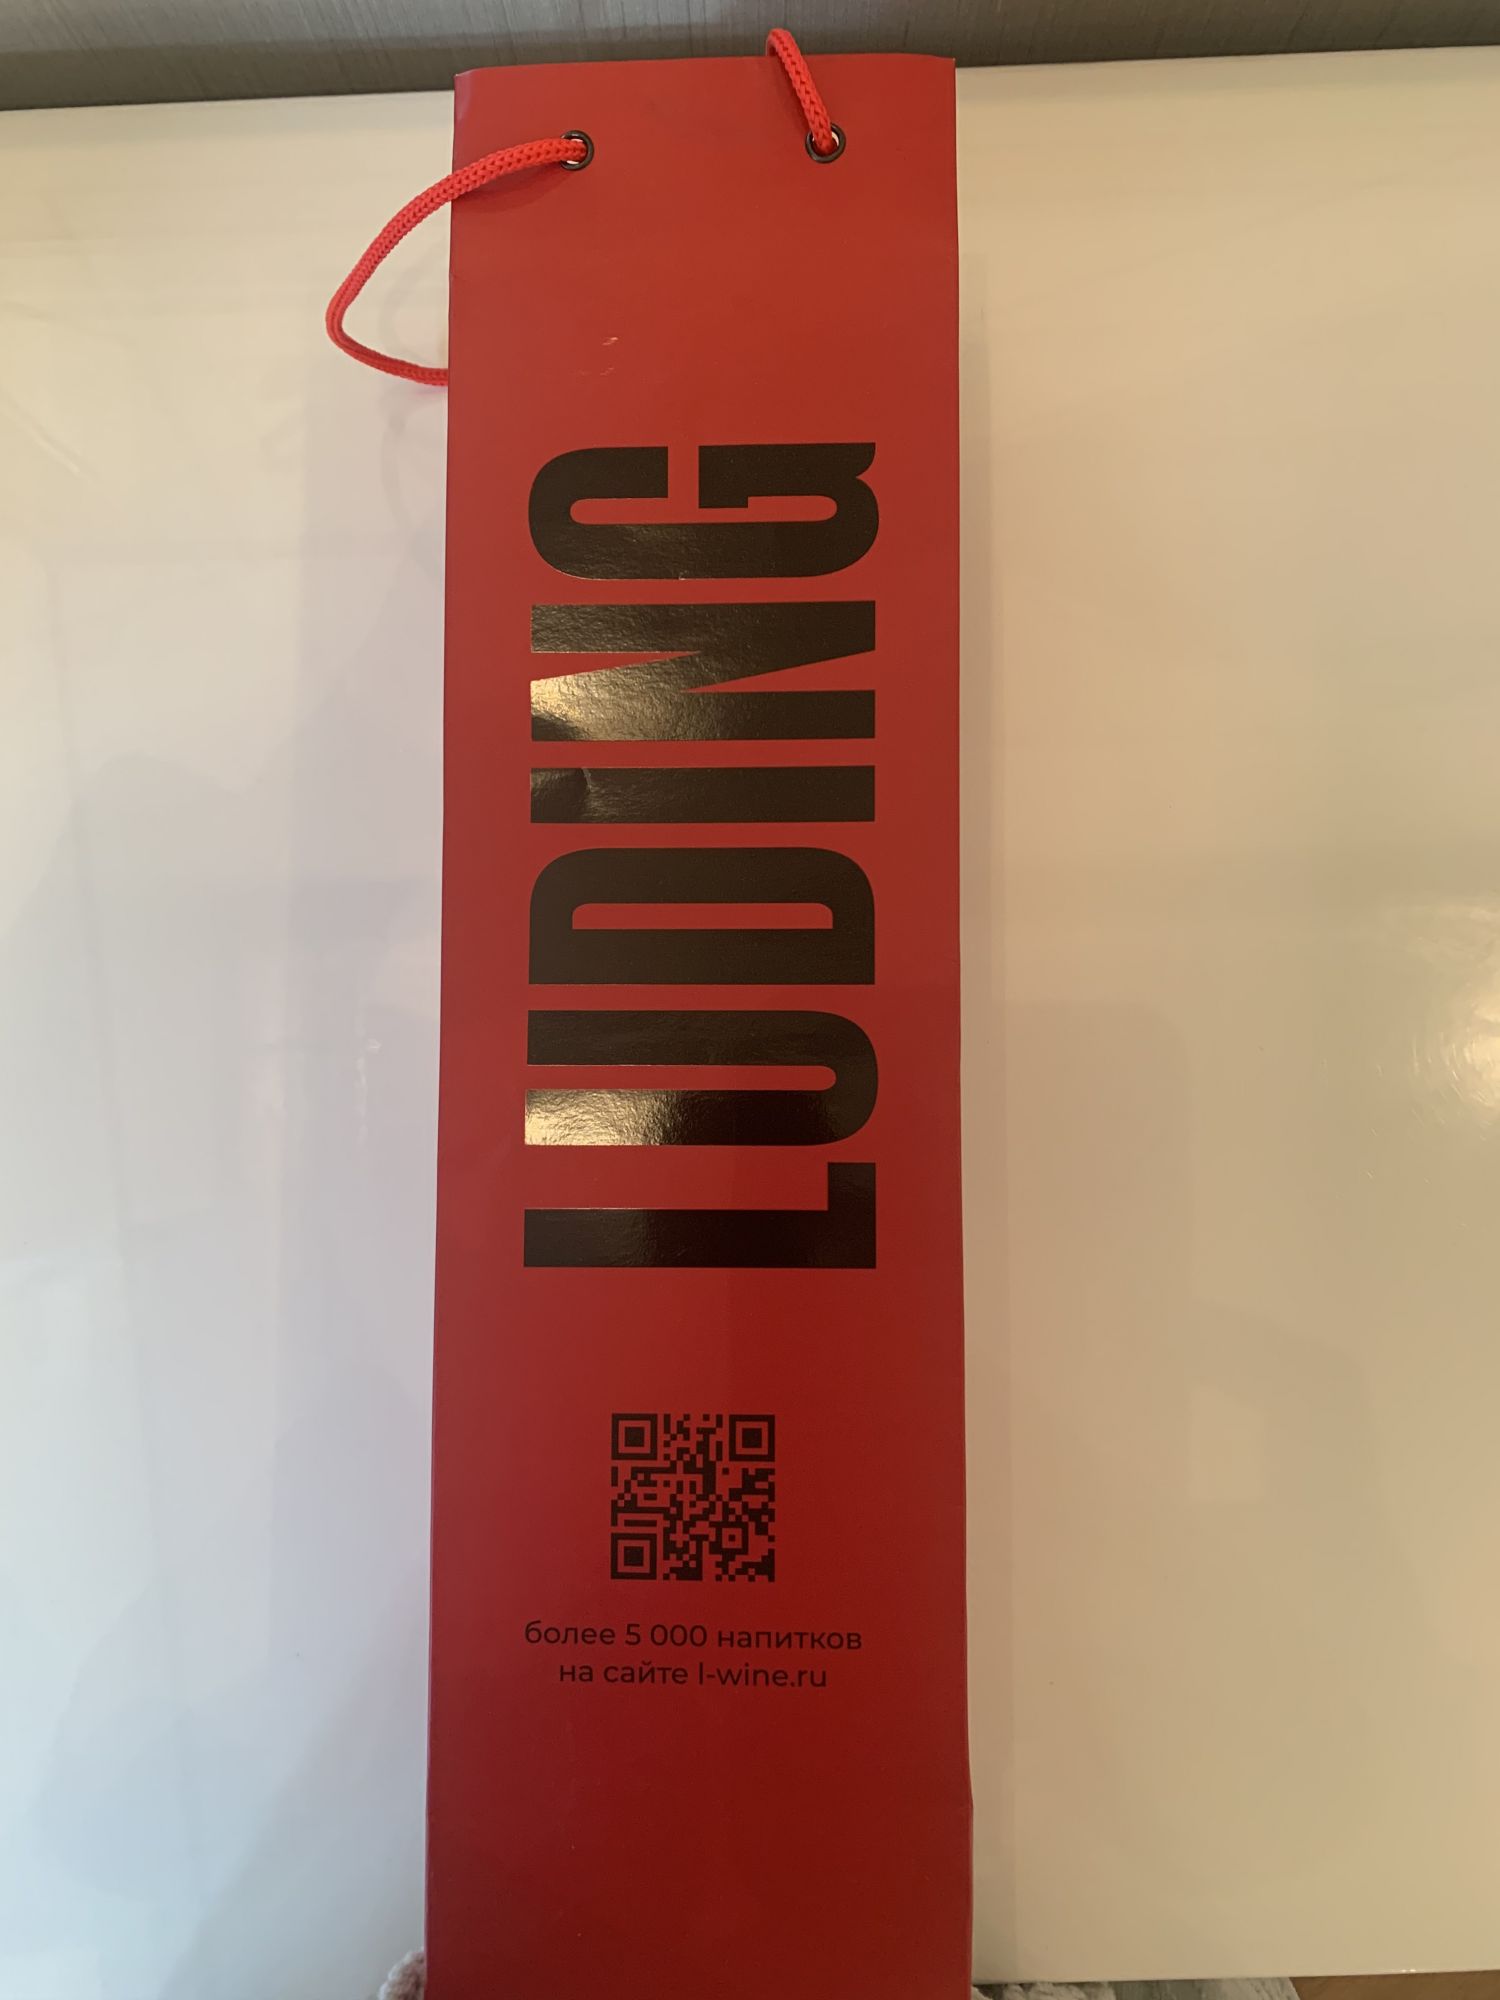 LUDING
более 5 000 напитков
на сайте l-wine.ru